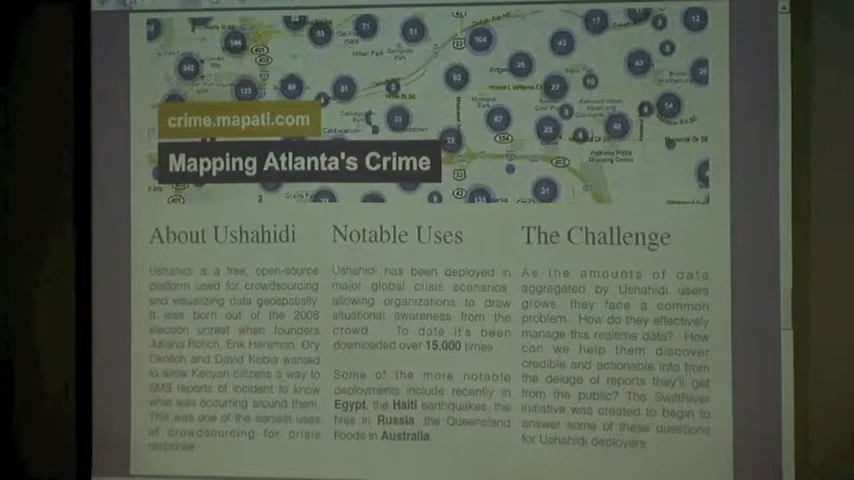 crime.mapatl.com
Mapping Atlanta's Crime
About Ushahidi
Ushahidi is a free, open-source
platform used for crowdsourcing
and visualizing data geospatially.
It was born out of the 2008
election unrest when founders
Juliana Rotich, Erik Hersman, Ory
Okolloh and David Kobia wanted
to allow Kenyan citizens a way to
SMS reports of incident to know
what was occurring around them.
This was one of the earliest uses
of crowdsourcing for crisis
response.
Notable Uses
Ushahidi has been deployed in
major global crisis scenarios,
allowing organizations to draw
situational awareness from the
crowd. To date it's been
downloaded over 15,000 times.
Some of the more notable
deployments include recently in
Egypt, the Haiti earthquakes, the
fires in Russia, the Queensland
floods in Australia.
The Challenge
As the amounts of data
aggregated by Ushahidi users
grows, they face a common
problem. How do they effectively
manage this realtime data? How
can we help them discover
credible and actionable info from
the deluge of reports they'll get
from the public? The SwiftRiver
initiative was created to begin to
answer some of these questions
for Ushahidi deployers.